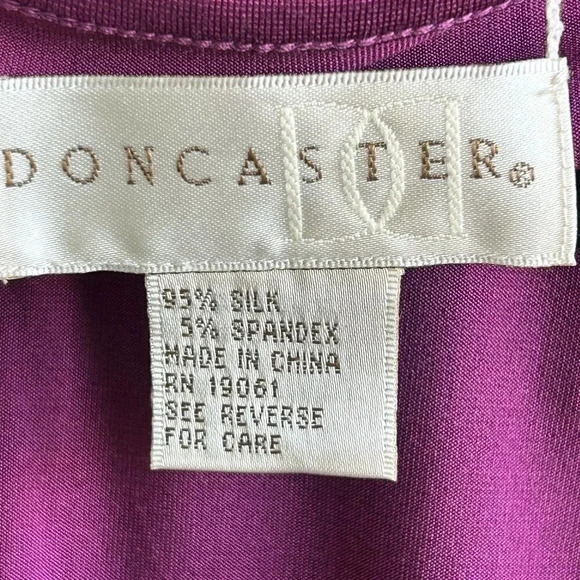 DONCASTER®
95% SILK
5% SPANDEX
MADE IN CHINA
RN 19061
SEE REVERSE
FOR CARE